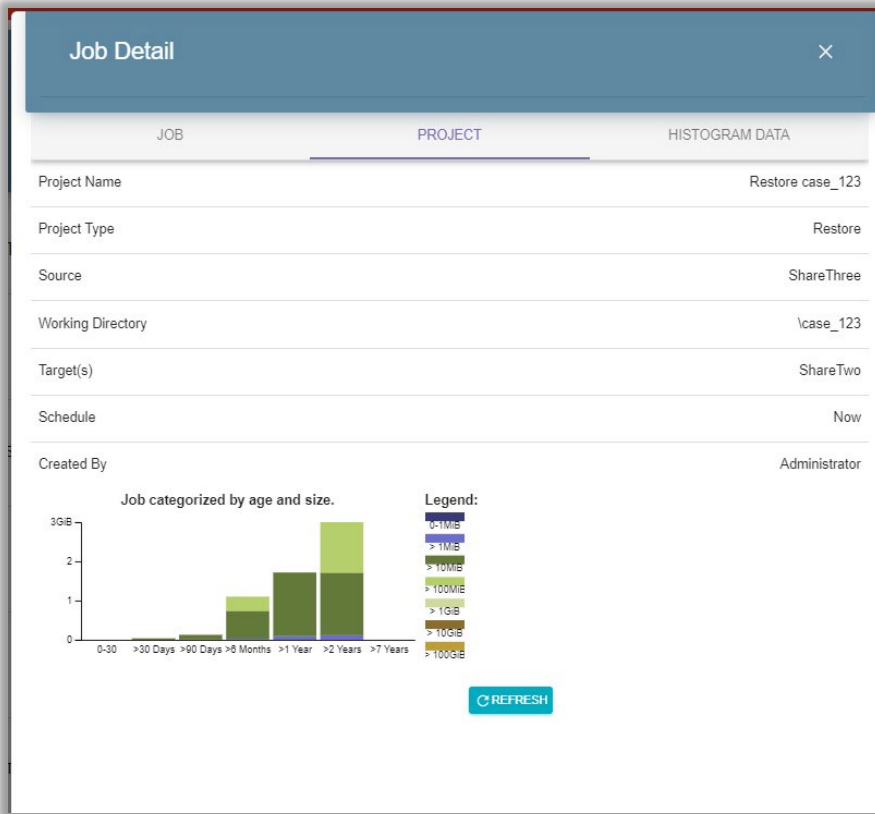 Job Detail
JOB PROJECT HISTOGRAM DATA
Project Name Restore case_123
Project Type Restore
Source ShareThree
Working Directory \case_123
Target(s) ShareTwo
Schedule Now
Created By Administrator
Job categorized by age and size. Legend:
3GiB
2
1
0
0-30 >30 Days >90 Days >6 Months >1 Year >2 Years >7 Years
0-1MiB
> 1MiB
> 10MiB
> 100MiB
> 1GiB
> 10GiB
> 100GiB
REFRESH